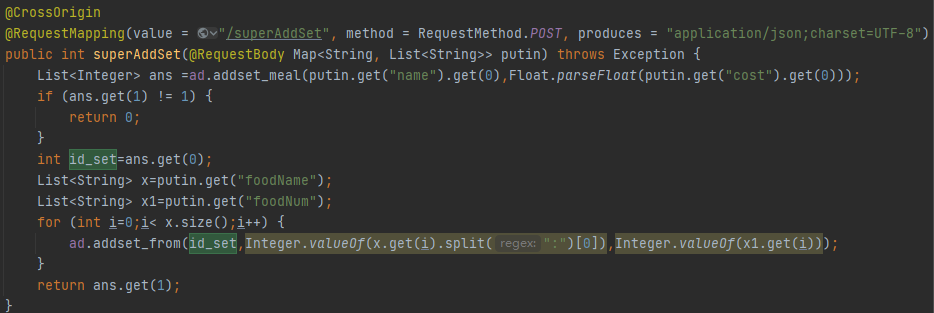 @CrossOrigin
@RequestMapping(value = "/superAddSet", method = RequestMethod.POST, produces = "application/json;charset=UTF-8")
public int superAddSet(@RequestBody Map<String, List<String>> putin) throws Exception {
    List<Integer> ans =ad.addset_meal(putin.get("name").get(0),Float.parseFloat(putin.get("cost").get(0)));
    if (ans.get(1) != 1) {
        return 0;
    }
    int id_set=ans.get(0);
    List<String> x=putin.get("foodName");
    List<String> x1=putin.get("foodNum");
    for (int i=0;i< x.size();i++) {
        ad.addset_from(id_set,Integer.valueOf(x.get(i).split( regex: ":")[0]),Integer.valueOf(x1.get(i)));
    }
    return ans.get(1);
}